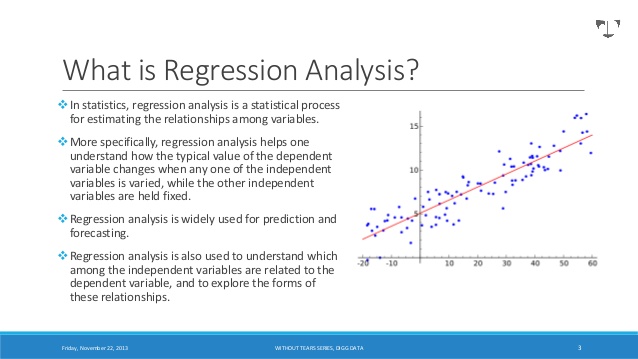 What is Regression Analysis?
❖ In statistics, regression analysis is a statistical process
for estimating the relationships among variables.
❖ More specifically, regression analysis helps one
understand how the typical value of the dependent
variable changes when any one of the independent
variables is varied, while the other independent
variables are held fixed.
❖ Regression analysis is widely used for prediction and
forecasting.
❖ Regression analysis is also used to understand which
among the independent variables are related to the
dependent variable, and to explore the forms of
these relationships.
15
10
5
-20 -10 10 20 30 40 50 60
Friday, November 22, 2013
WITHOUT TEARS SERIES, DIGG DATA
3